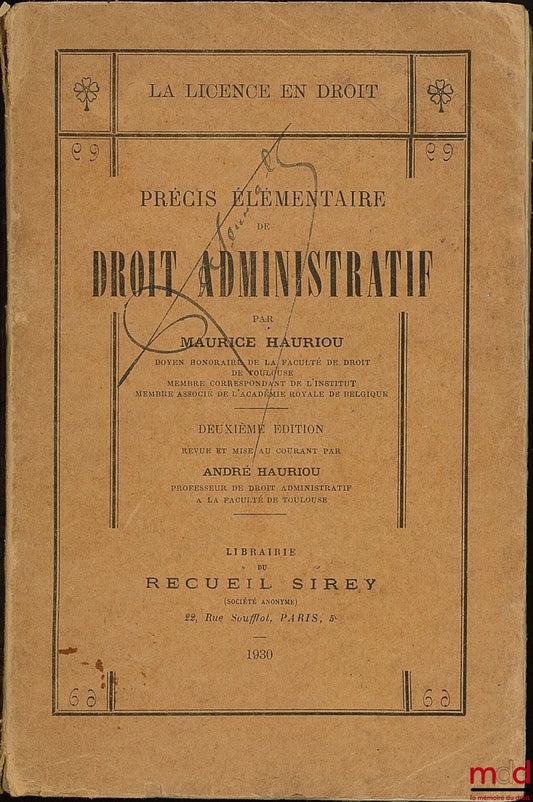 LA LICENCE EN DROIT
PRÉCIS ÉLÉMENTAIRE
DE
DROIT ADMINISTRATIF
PAR
MAURICE HAURIOU
DOYEN HONORAIRE DE LA FACULTÉ DE DROIT
DE TOULOUSE
MEMBRE CORRESPONDANT DE L'INSTITUT
MEMBRE ASSOCIÉ DE L'ACADÉMIE ROYALE DE BELGIQUE
DEUXIÈME ÉDITION
REVUE ET MISE AU COURANT PAR
ANDRÉ HAURIOU
PROFESSEUR DE DROIT ADMINISTRATIF
A LA FACULTÉ DE TOULOUSE
LIBRAIRIE
DU
RECUEIL SIREY
(SOCIÉTÉ ANONYME)
22, Rue Soufflot, PARIS, 5e
1930
mdd
la mémoire du droit